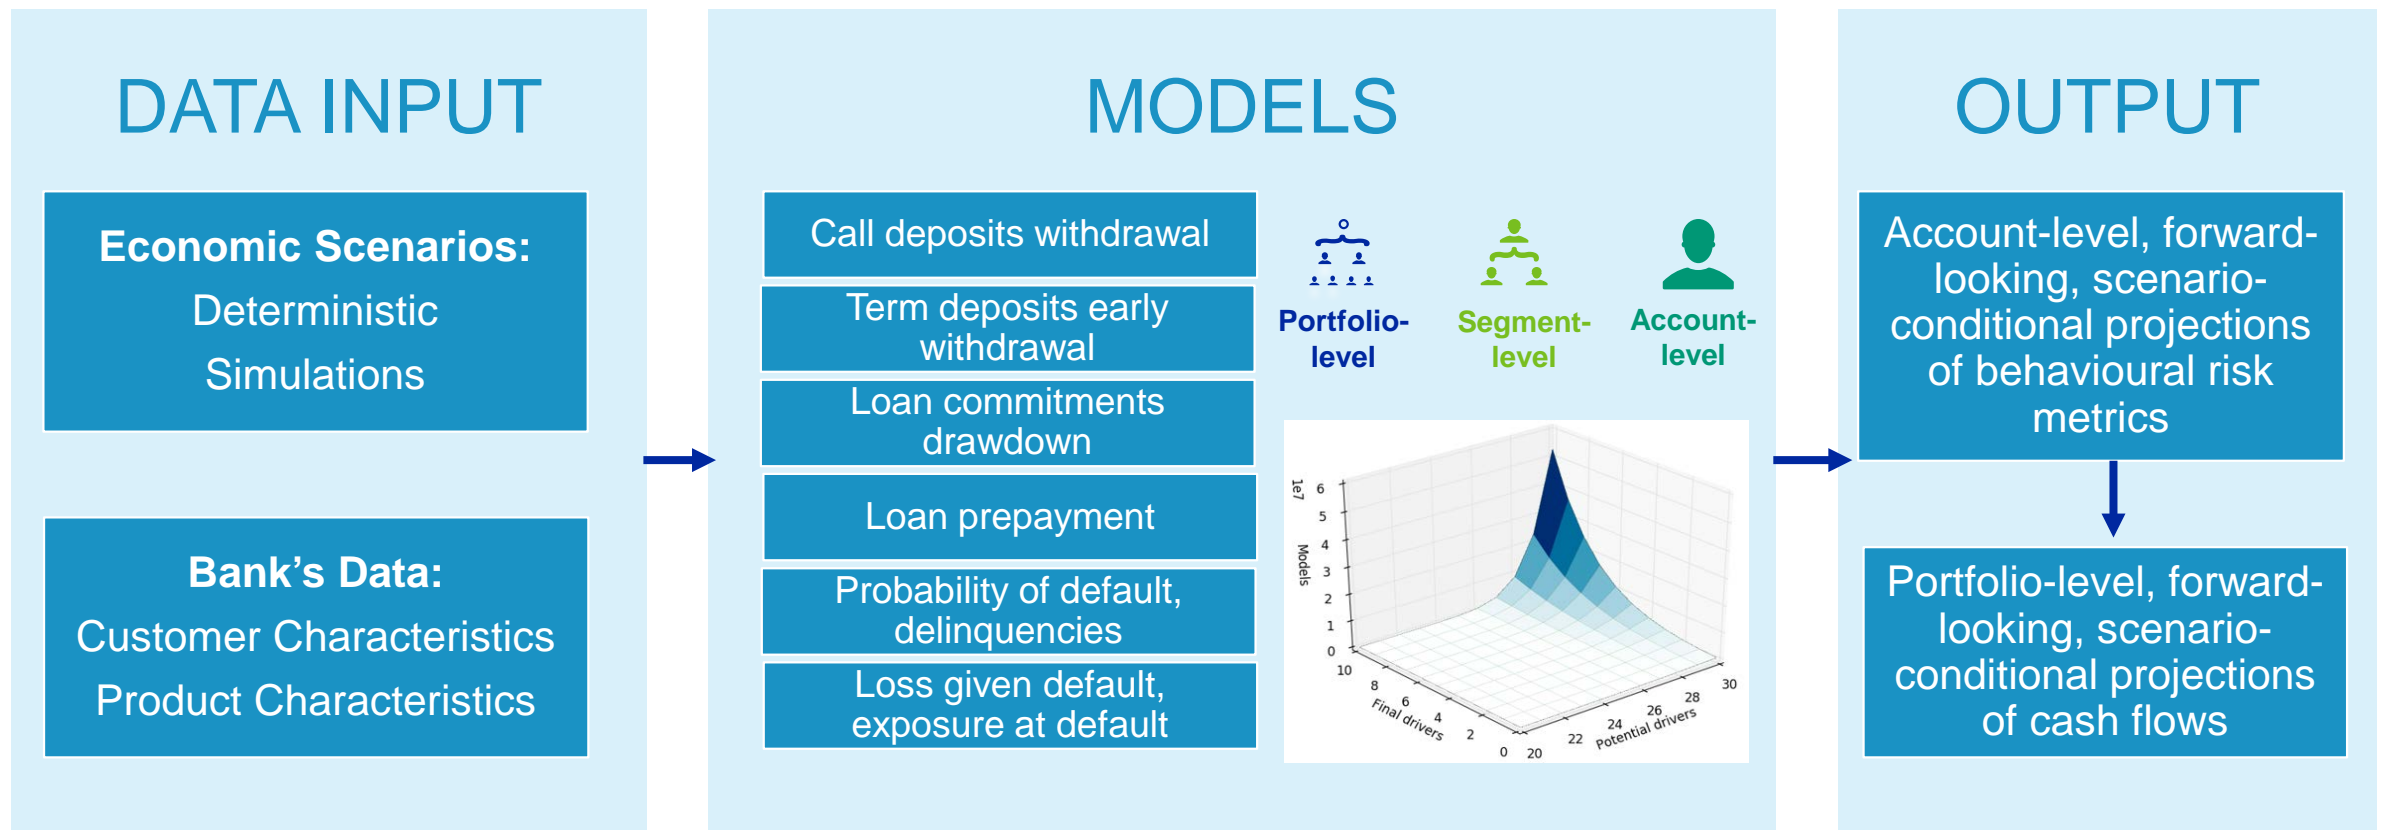 DATA INPUT
Economic Scenarios:
Deterministic
Simulations
Bank’s Data:
Customer Characteristics
Product Characteristics
MODELS
Call deposits withdrawal
Term deposits early
withdrawal
Loan commitments
drawdown
Loan prepayment
Probability of default,
delinquencies
Loss given default,
exposure at default
Portfolio-
level
Segment-
level
Account-
level
1e7
6
5
4
3
2
1
0
Models
10
8
6
4
2
0
Final drivers
20
22
24
26
28
30
Potential drivers
OUTPUT
Account-level, forward-
looking, scenario-
conditional projections
of behavioural risk
metrics
Portfolio-level, forward-
looking, scenario-
conditional projections
of cash flows